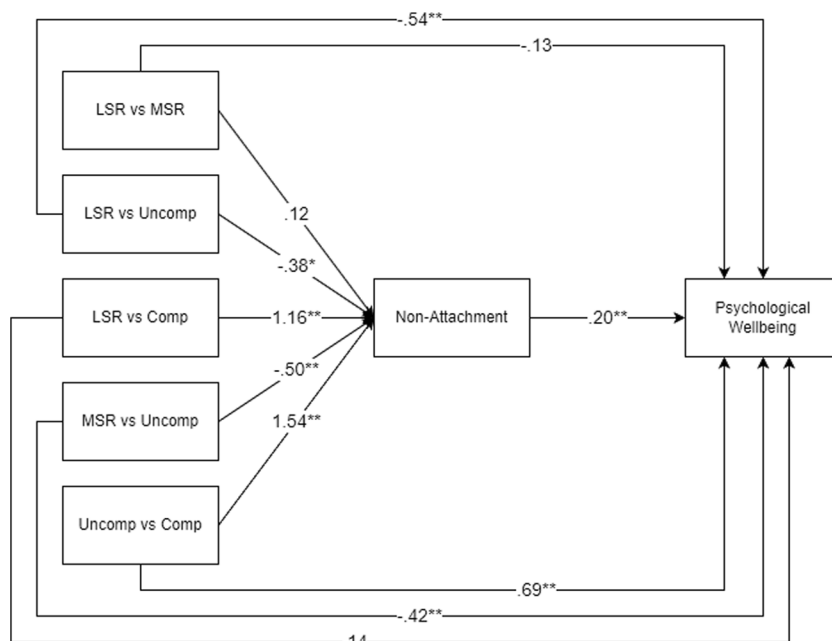 -.54**
-.13
LSR vs MSR
LSR vs Uncomp
.12
-.38*
LSR vs Comp
1.16**
Non-Attachment
.20**
Psychological
Wellbeing
-.50**
MSR vs Uncomp
1.54**
Uncomp vs Comp
.69**
-.42**
.14